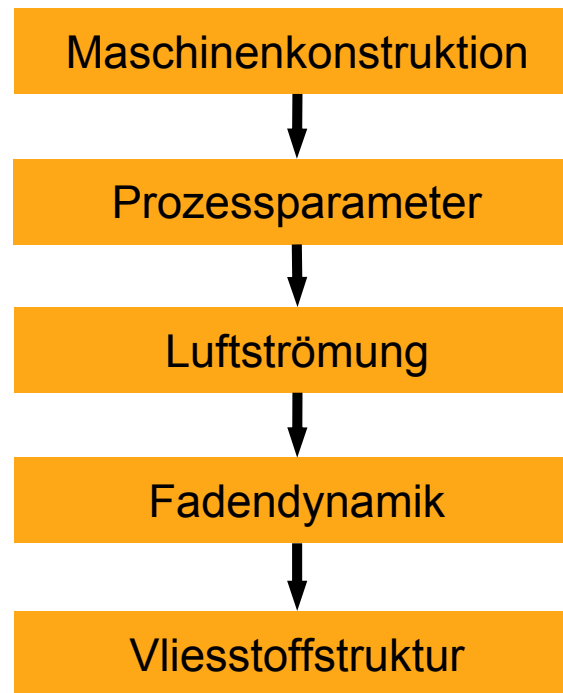 Maschinenkonstruktion
Prozessparameter
Luftströmung
Fadendynamik
Vliesstoffstruktur